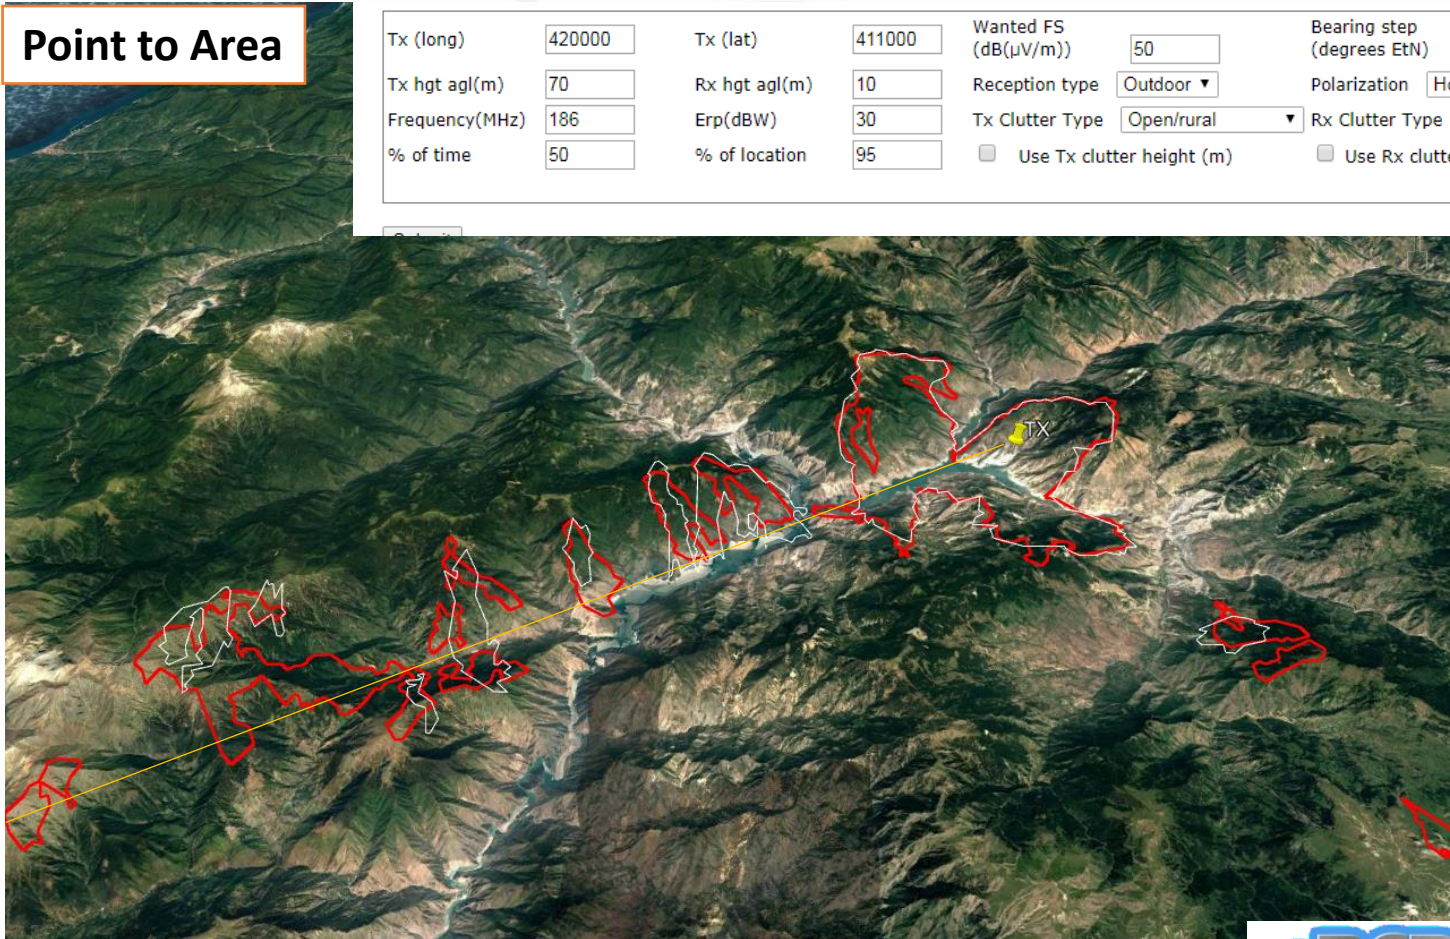 Point to Area
Tx (long) 420000 Tx (lat) 411000 Wanted FS (dB(μV/m)) 50 Bearing step (degrees EtN)
Tx hgt agl(m) 70 Rx hgt agl(m) 10 Reception type Outdoor Polarization
Frequency(MHz) 186 Erp(dBW) 30 Tx Clutter Type Open/rural Rx Clutter Type
% of time 50 % of location 95 Use Tx clutter height (m) Use Rx
TX